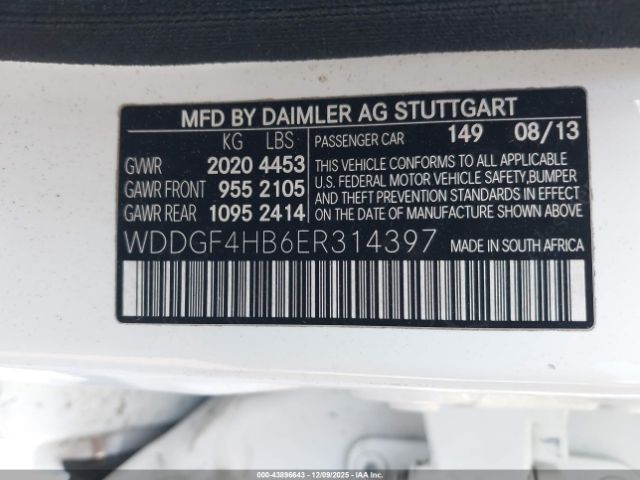 MFD BY DAIMLER AG STUTTGART
KG LBS PASSENGER CAR 149 08/13
GVWR 2020 4453
GAWR FRONT 955 2105
GAWR REAR 1095 2414
THIS VEHICLE CONFORMS TO ALL APPLICABLE
U.S. FEDERAL MOTOR VEHICLE SAFETY,BUMPER
AND THEFT PREVENTION STANDARDS IN EFFECT
ON THE DATE OF MANUFACTURE SHOWN ABOVE
WDDGF4HB6ER314397 MADE IN SOUTH AFRICA
000-43896643 12/09/2025 - IAAI.COM